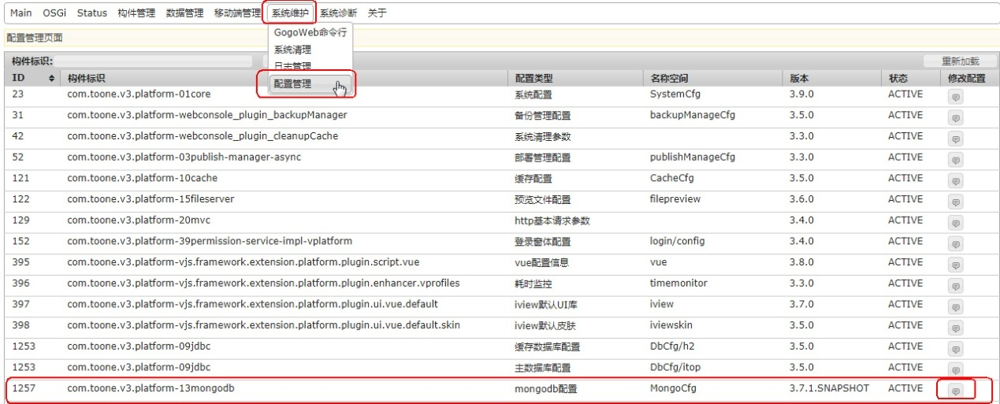 Main OSGi Status 构件管理 数据管理 移动端管理 系统维护 系统诊断 关于
GogoWeb命令行
系统清理
日志管理
配置管理
配置管理页面
构件标识: 重新加载
ID 构件标识 配置类型 名称空间 版本 状态 修改配置
23 com.toone.v3.platform-01core 系统配置 SystemCfg 3.9.0 ACTIVE
31 com.toone.v3.platform-webconsole_plugin_backupManager 备份管理配置 backupManageCfg 3.5.0 ACTIVE
42 com.toone.v3.platform-webconsole_plugin_cleanupCache 系统清理参数 3.3.0 ACTIVE
52 com.toone.v3.platform-03publish-manager-async 部署管理配置 publishManageCfg 3.3.0 ACTIVE
121 com.toone.v3.platform-10cache 缓存配置 CacheCfg 3.5.0 ACTIVE
122 com.toone.v3.platform-15fileserver 预览文件配置 filepreview 3.6.0 ACTIVE
129 com.toone.v3.platform-20mvc http基本请求参数 3.4.0 ACTIVE
152 com.toone.v3.platform-39permission-service-impl-vplatform 登录窗体配置 login/config 3.4.0 ACTIVE
395 com.toone.v3.platform-vjs.framework.extension.platform.plugin.script.vue vue配置信息 vue 3.8.0 ACTIVE
396 com.toone.v3.platform-vjs.framework.extension.platform.plugin.enhancer.vprofiles 耗时监控 timemonitor 3.3.0 ACTIVE
397 com.toone.v3.platform-vjs.framework.extension.platform.plugin.ui.vue.default iview默认UI库 iview 3.7.0 ACTIVE
398 com.toone.v3.platform-vjs.framework.extension.platform.plugin.ui.vue.default.skin iview默认皮肤 iviewskin 3.5.0 ACTIVE
1253 com.toone.v3.platform-09jdbc 缓存数据库配置 DbCfg/h2 3.5.0 ACTIVE
1253 com.toone.v3.platform-09jdbc 主数据库配置 DbCfg/itop 3.5.0 ACTIVE
1257 com.toone.v3.platform-13mongodb mongodb配置 MongoCfg 3.7.1.SNAPSHOT ACTIVE